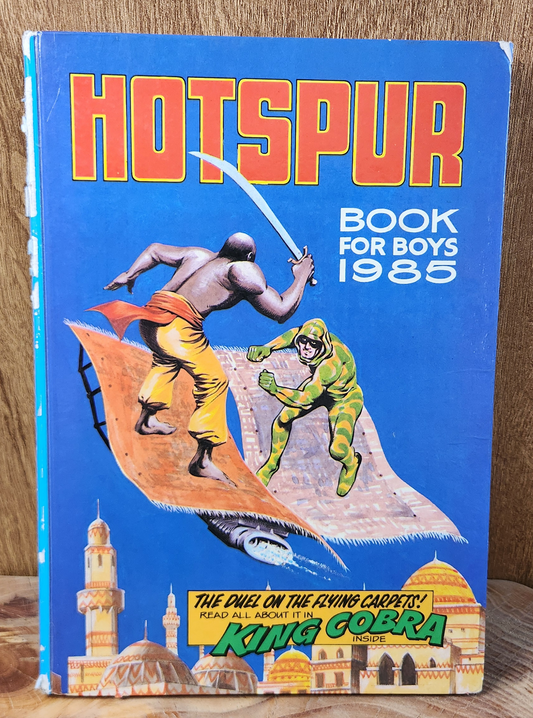 HOTSPUR
BOOK
FOR BOYS
1985
THE DUEL ON THE FLYING CARPETS!
READ ALL ABOUT IT IN
KING COBRA
INSIDE